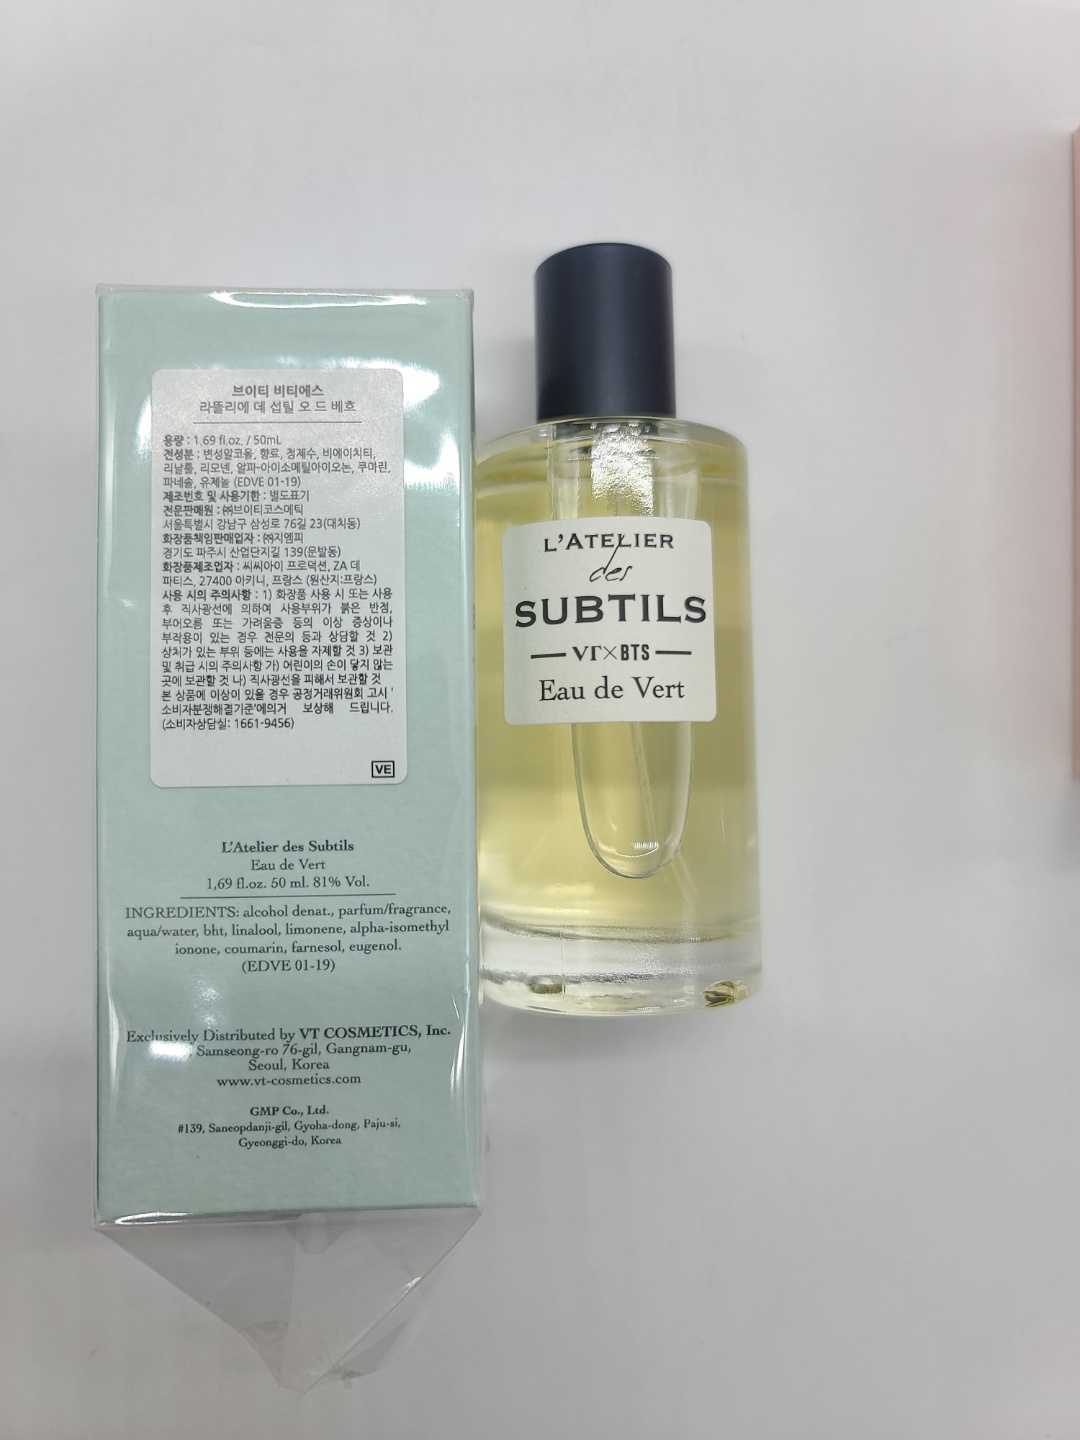 브이티 비티에스
라뜰리에 데 섭틸 오 드 베흐
용량 : 1.69 fl.oz. / 50mL
전성분 : 변성알코올, 향료, 정제수, 비에이치티,
리날룰, 리모넨, 알파-아이소메틸아이오논, 쿠마린,
파네솔, 유제놀 (EDVE 01-19)
제조번호 및 사용기한 : 별도표기
전문판매원 : ㈜브이티코스메틱
서울특별시 강남구 삼성로 76길 23(대치동)
화장품책임판매업자 : ㈜지엠피
경기도 파주시 산업단지길 139(문발동)
화장품제조업자 : 씨씨아이 프로덕션, ZA 데
파티스, 27400 아키니, 프랑스 (원산지:프랑스)
사용 시의 주의사항 : 1) 화장품 사용 시 또는 사용
후 직사광선에 의하여 사용부위가 붉은 반점,
부어오름 또는 가려움증 등의 이상 증상이나
부작용이 있는 경우 전문의 등과 상담할 것 2)
상처가 있는 부위 등에는 사용을 자제할 것 3) 보관
및 취급 시의 주의사항 가) 어린이의 손이 닿지 않는
곳에 보관할 것 나) 직사광선을 피해서 보관할 것
본 상품에 이상이 있을 경우 공정거래위원회 고시 '
소비자분쟁해결기준'에의거 보상해 드립니다.
(소비자상담실: 1661-9456)
VE
L'Atelier des Subtils
Eau de Vert
1,69 fl.oz. 50 ml. 81% Vol.
INGREDIENTS: alcohol denat., parfum/fragrance,
aqua/water, bht, linalool, limonene, alpha-isomethyl
ionone, coumarin, farnesol, eugenol.
(EDVE 01-19)
Exclusively Distributed by VT COSMETICS, Inc.
, Samseong-ro 76-gil, Gangnam-gu,
Seoul, Korea
www.vt-cosmetics.com
GMP Co., Ltd.
#139, Saneopdanji-gil, Gyoha-dong, Paju-si,
Gyeonggi-do, Korea
L'ATELIER
des
SUBTILS
VT×BTS
Eau de Vert